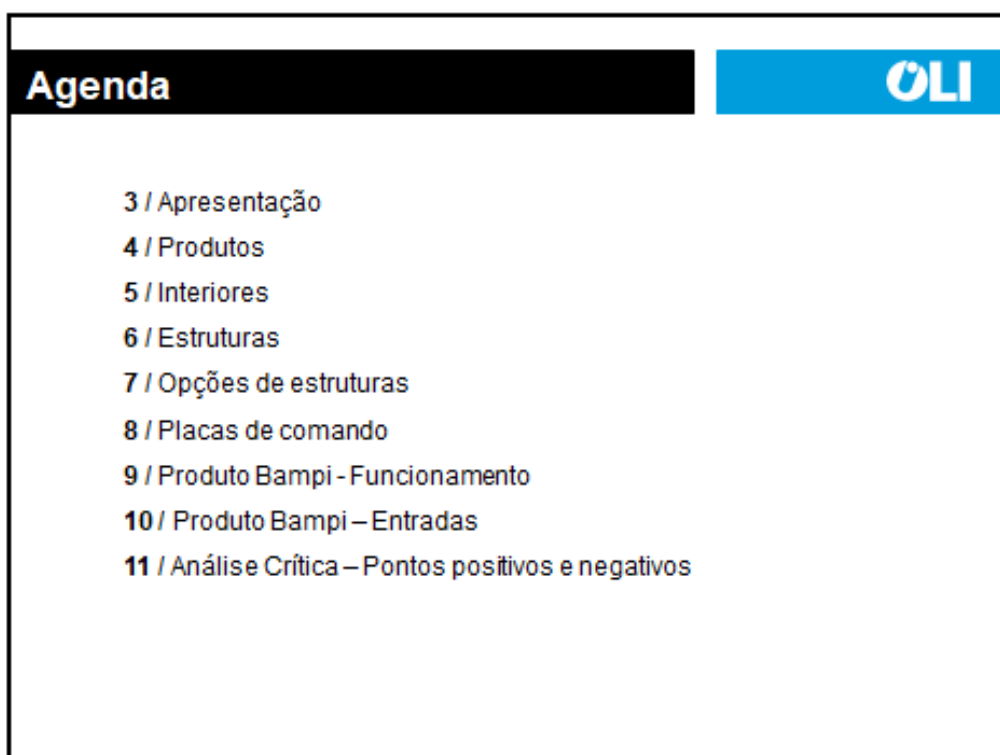 Agenda
OLI
3 / Apresentação
4 / Produtos
5 / Interiores
6 / Estruturas
7 / Opções de estruturas
8 / Placas de comando
9 / Produto Bampi - Funcionamento
10 / Produto Bampi – Entradas
11 / Análise Crítica – Pontos positivos e negativos